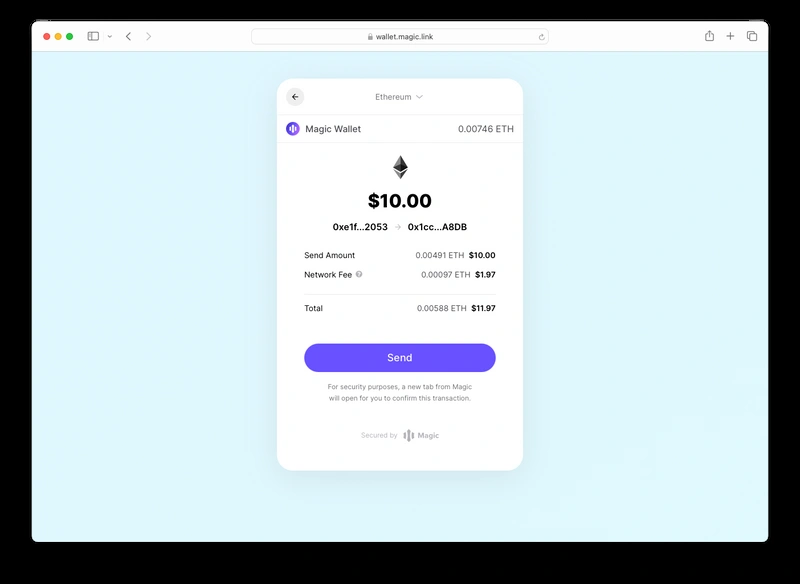 wallet.magic.link
Ethereum
Magic Wallet 0.00746 ETH
$10.00
0xe1f...2053 → 0x1cc...A8DB
Send Amount 0.00491 ETH $10.00
Network Fee ? 0.00097 ETH $1.97
Total 0.00588 ETH $11.97
Send
For security purposes, a new tab from Magic
will open for you to confirm this transaction.
Secured by Magic